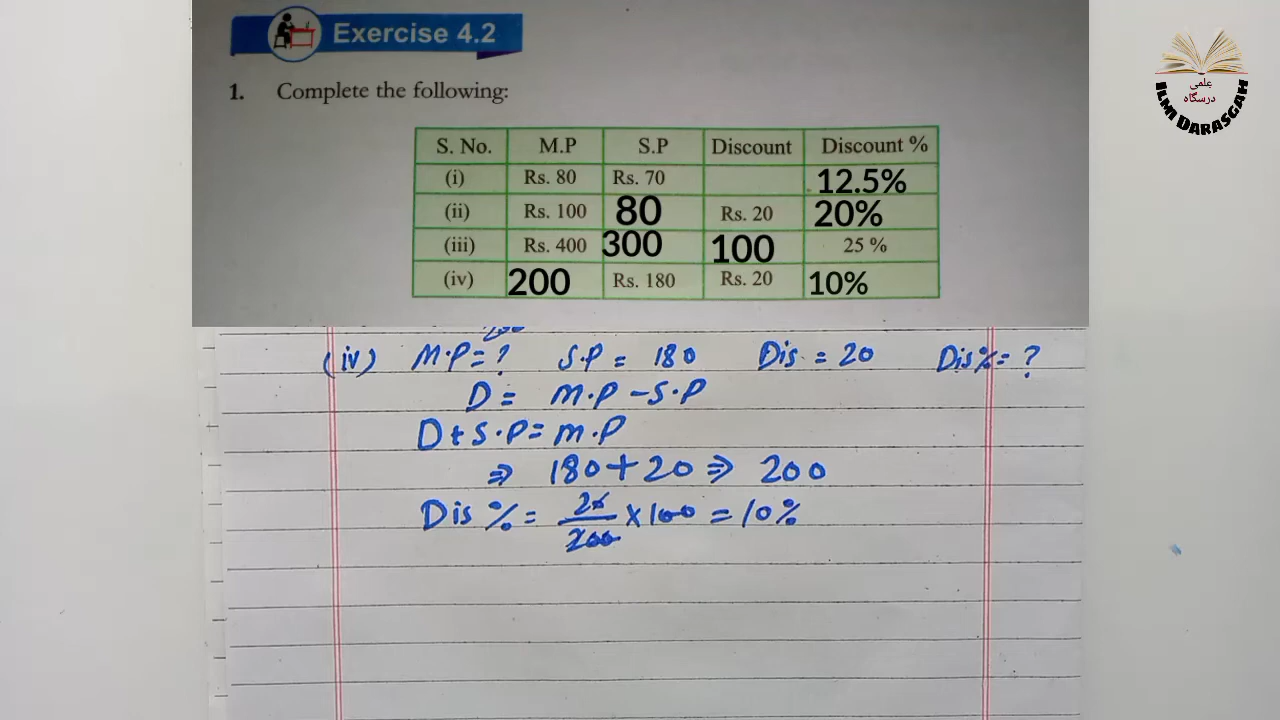 Exercise 4.2
علمی
درسگاه
ILMI DARASGAH
1. Complete the following:
S. No. M.P S.P Discount Discount %
(i) Rs. 80 Rs. 70 12.5%
(ii) Rs. 100 80 Rs. 20 20%
(iii) Rs. 400 300 100 25 %
(iv) 200 Rs. 180 Rs. 20 10%
(iv) M.P = ? S.P = 180 Dis. = 20 Dis% = ?
D = M.P - S.P
D + S.P = M.P
⇒ 180 + 20 ⇒ 200
Dis % = 20/200 × 100 = 10%